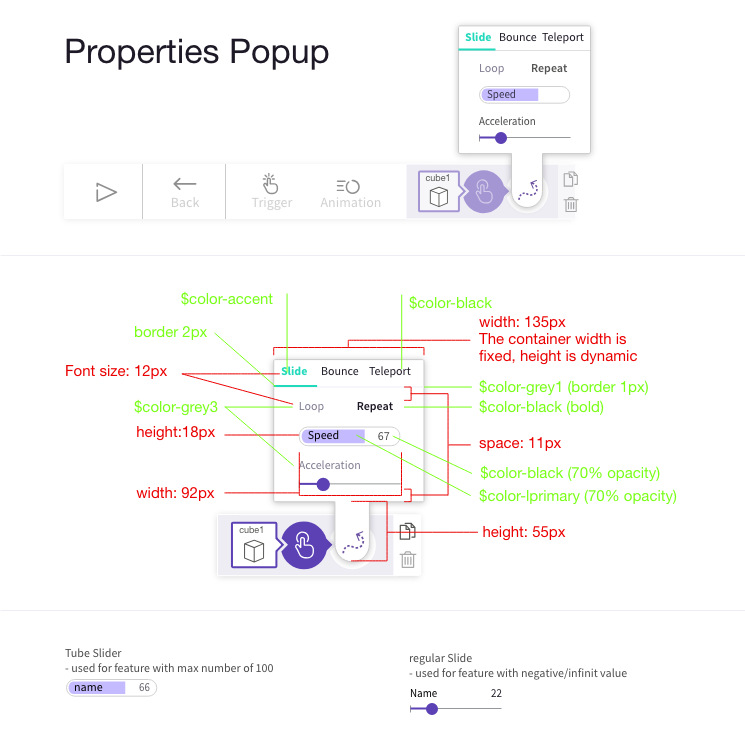 Properties Popup
Slide Bounce Teleport
Loop Repeat
Speed
Acceleration
Back
Trigger
Animation
cube1
$color-accent
$color-black
border 2px
width: 135px
The container width is
fixed, height is dynamic
Font size: 12px
Slide Bounce Teleport
$color-grey1 (border 1px)
$color-grey3
Loop Repeat
$color-black (bold)
height:18px
Speed 67
space: 11px
Acceleration
$color-black (70% opacity)
width: 92px
$color-lprimary (70% opacity)
cube1
height: 55px
Tube Slider
- used for feature with max number of 100
name 66
regular Slide
- used for feature with negative/infinit value
Name 22